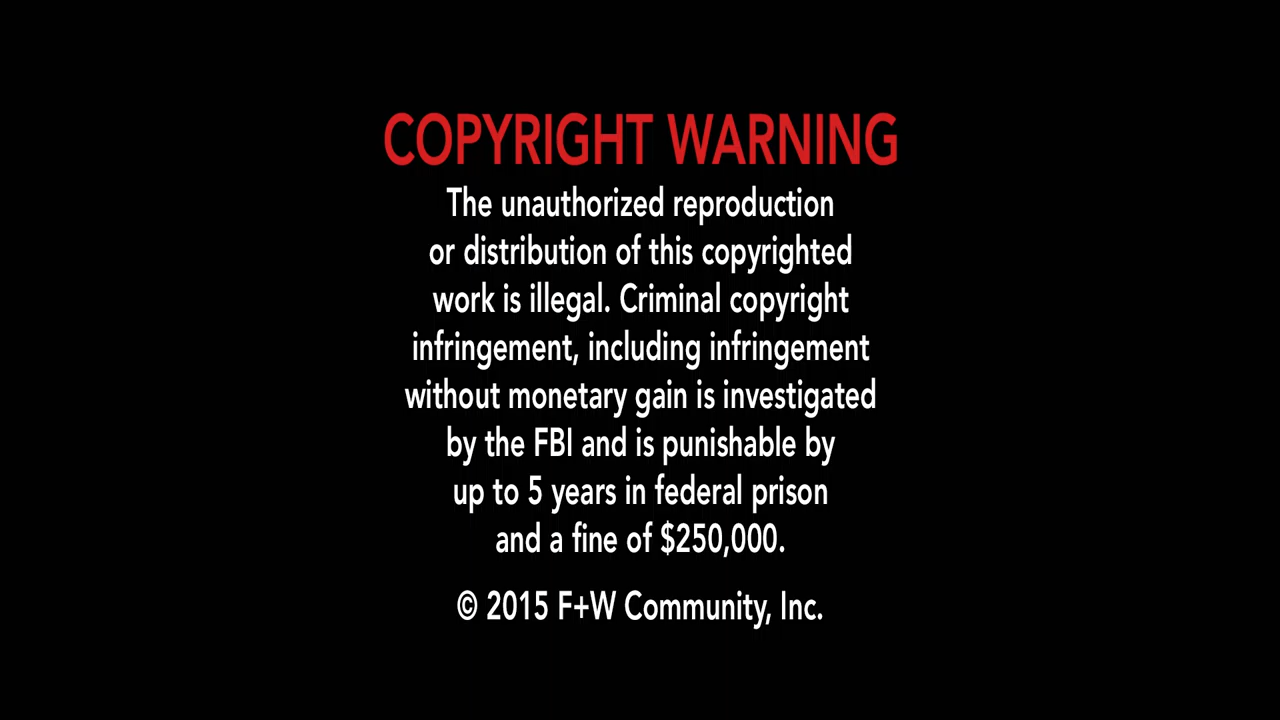 COPYRIGHT WARNING
The unauthorized reproduction
or distribution of this copyrighted
work is illegal. Criminal copyright
infringement, including infringement
without monetary gain is investigated
by the FBI and is punishable by
up to 5 years in federal prison
and a fine of $250,000.
© 2015 F+W Community, Inc.